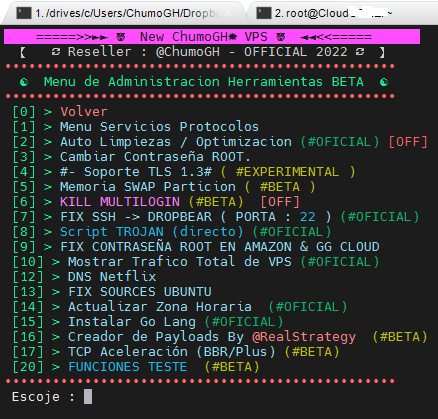 1. /drives/c/Users/ChumoGH/Dropb
2. root@Cloud
=====>>►► New ChumoGH VPS ◄◄<<=====
【 Reseller : @ChumoGH - OFFICIAL 2022 】
Menu de Administracion Herramientas BETA
[0] > Volver
[1] > Menu Servicios Protocolos
[2] > Auto Limpiezas / Optimizacion (#OFICIAL) [OFF]
[3] > Cambiar Contraseña ROOT.
[4] > #- Soporte TLS 1.3# ( #EXPERIMENTAL )
[5] > Memoria SWAP Particion ( #BETA )
[6] > KILL MULTILOGIN (#BETA) [OFF]
[7] > FIX SSH -> DROPBEAR ( PORTA : 22 ) (#OFICIAL)
[8] > Script TROJAN (directo) (#OFICIAL)
[9] > FIX CONTRASEÑA ROOT EN AMAZON & GG CLOUD
[10] > Mostrar Trafico Total de VPS (#OFICIAL)
[12] > DNS Netflix
[13] > FIX SOURCES UBUNTU
[14] > Actualizar Zona Horaria (#OFICIAL)
[15] > Instalar Go Lang (#OFICIAL)
[16] > Creador de Payloads By @RealStrategy (#BETA)
[17] > TCP Aceleración (BBR/Plus) (#BETA)
[20] > FUNCIONES TESTE (#BETA)
Escoje :